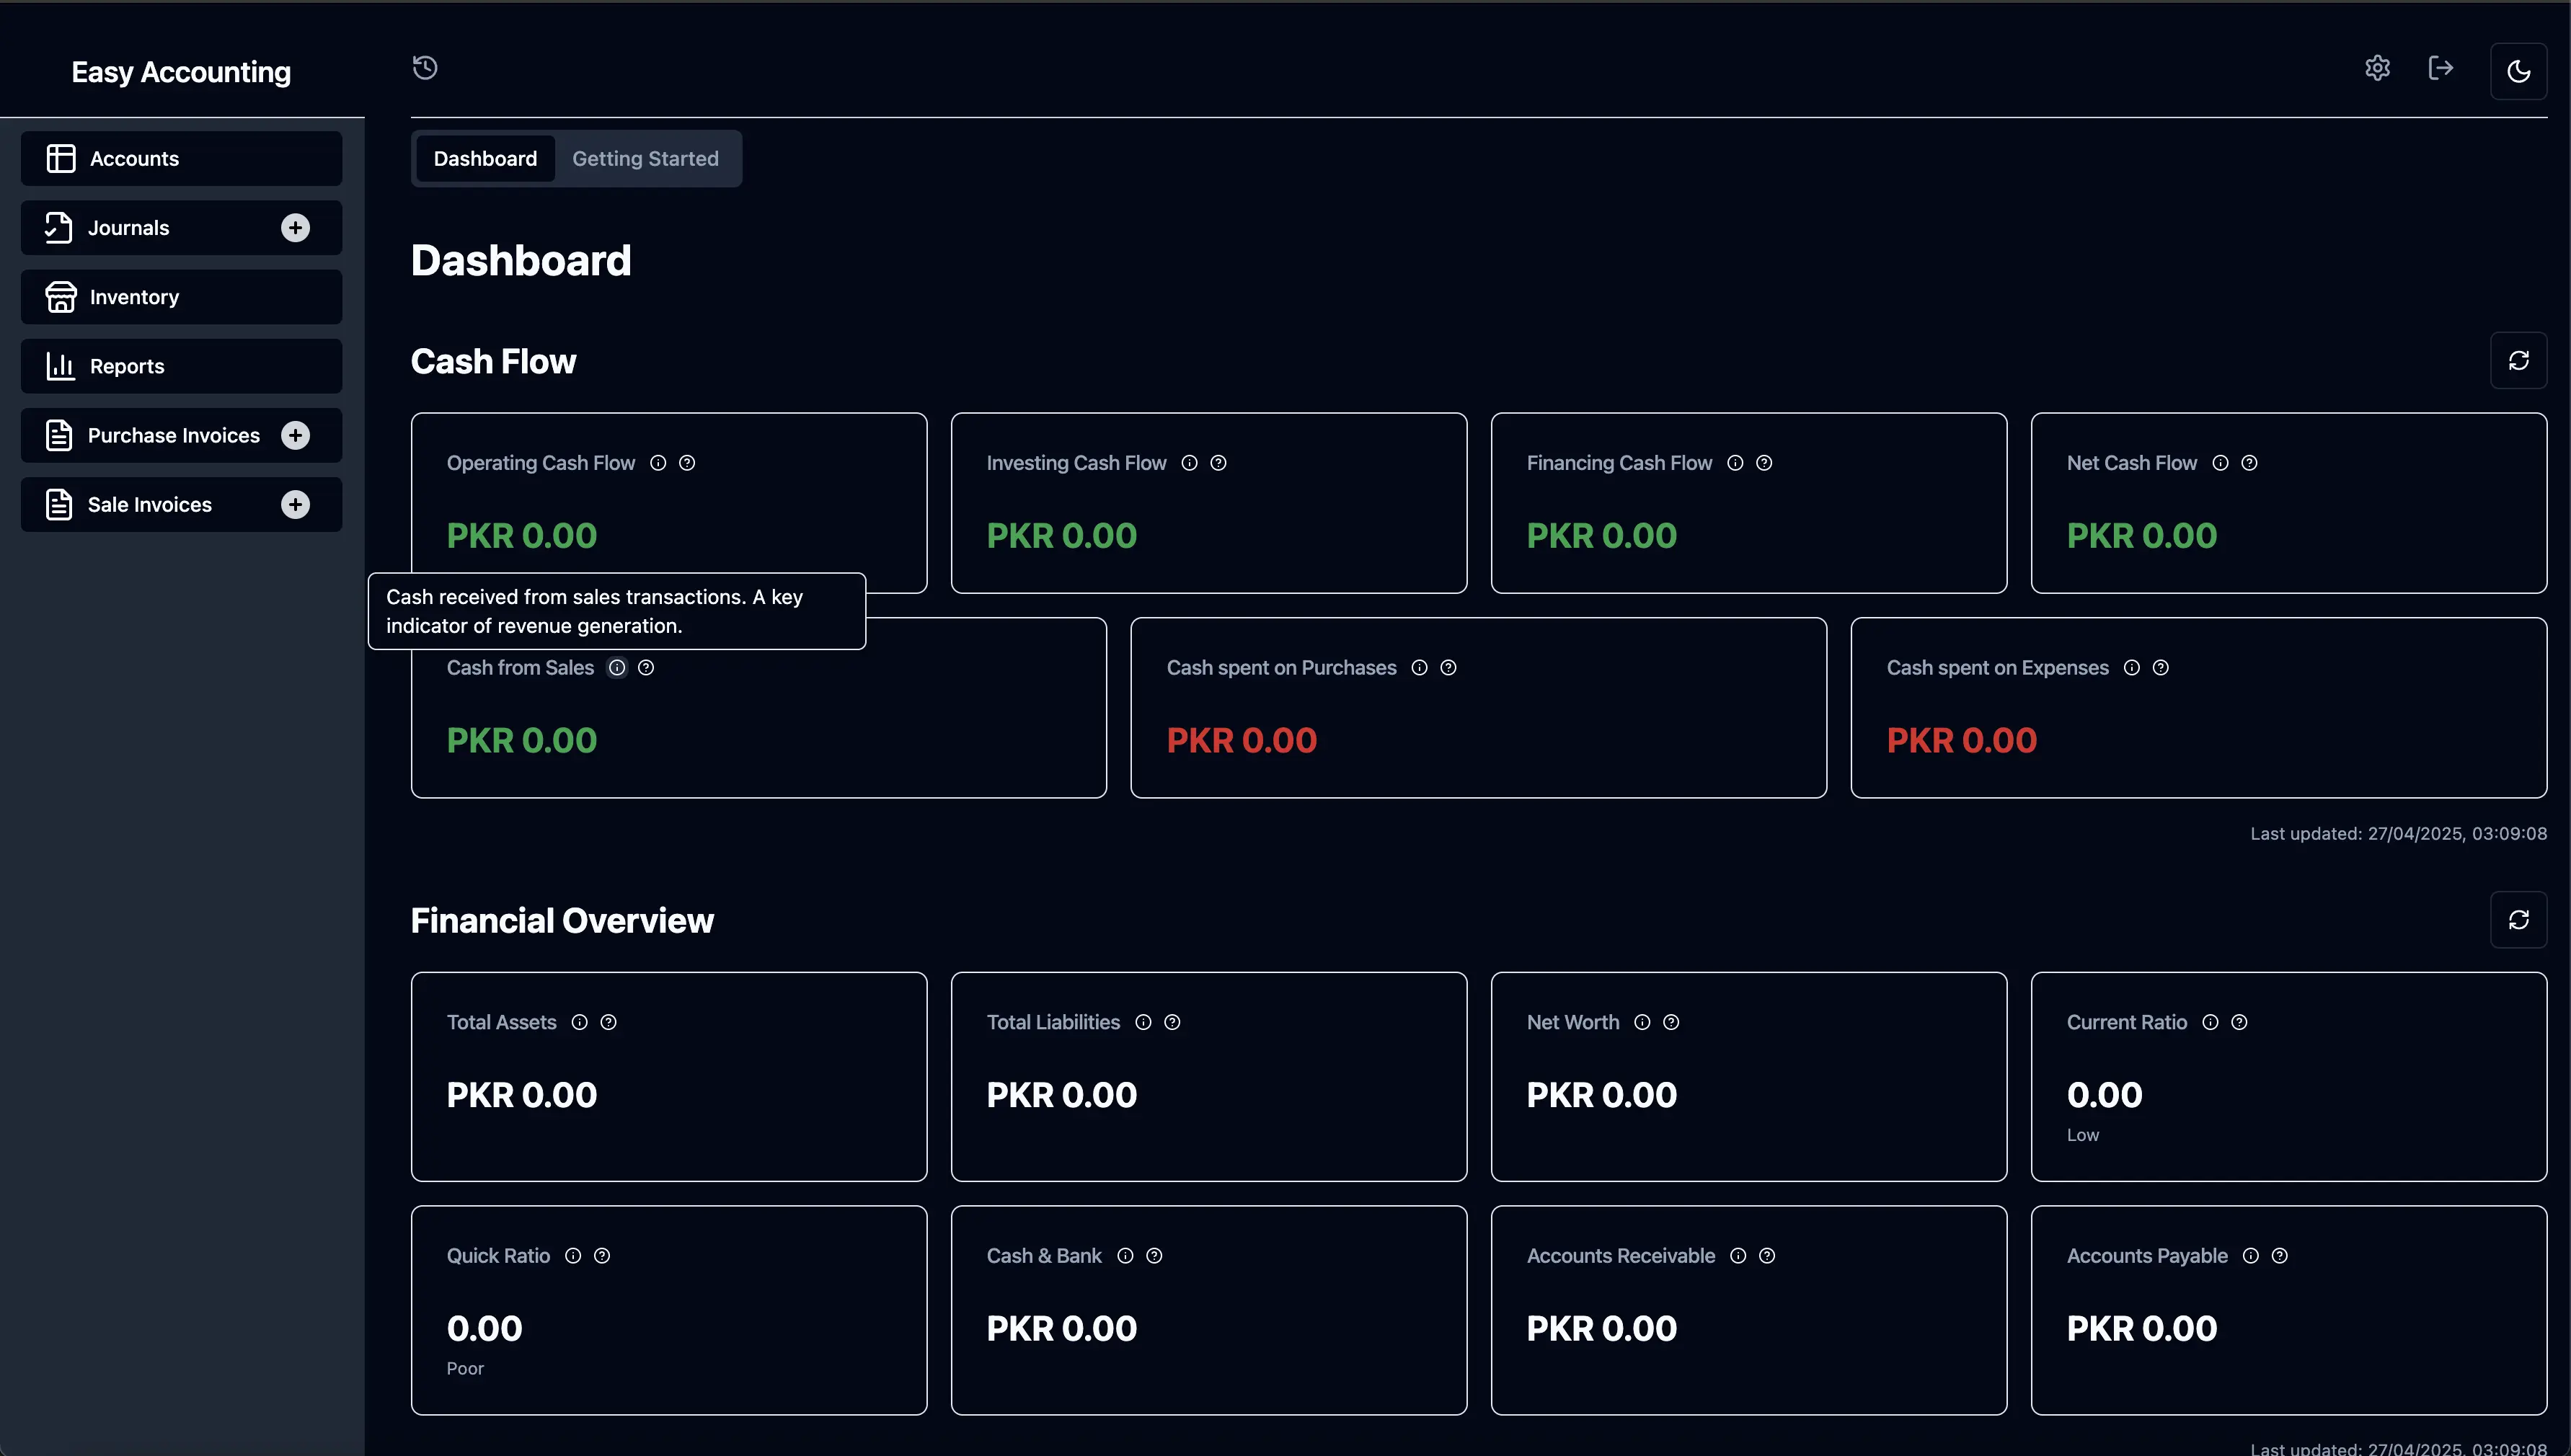 Easy Accounting
Accounts
Journals
Inventory
Reports
Purchase Invoices
Sale Invoices
Dashboard
Getting Started
Dashboard
Cash Flow
Operating Cash Flow
PKR 0.00
Investing Cash Flow
PKR 0.00
Financing Cash Flow
PKR 0.00
Net Cash Flow
PKR 0.00
Cash received from sales transactions. A key
indicator of revenue generation.
Cash from Sales
PKR 0.00
Cash spent on Purchases
PKR 0.00
Cash spent on Expenses
PKR 0.00
Last updated: 27/04/2025, 03:09:08
Financial Overview
Total Assets
PKR 0.00
Total Liabilities
PKR 0.00
Net Worth
PKR 0.00
Current Ratio
0.00
Low
Quick Ratio
0.00
Poor
Cash & Bank
PKR 0.00
Accounts Receivable
PKR 0.00
Accounts Payable
PKR 0.00
Last updated: 27/04/2025, 03:09:08